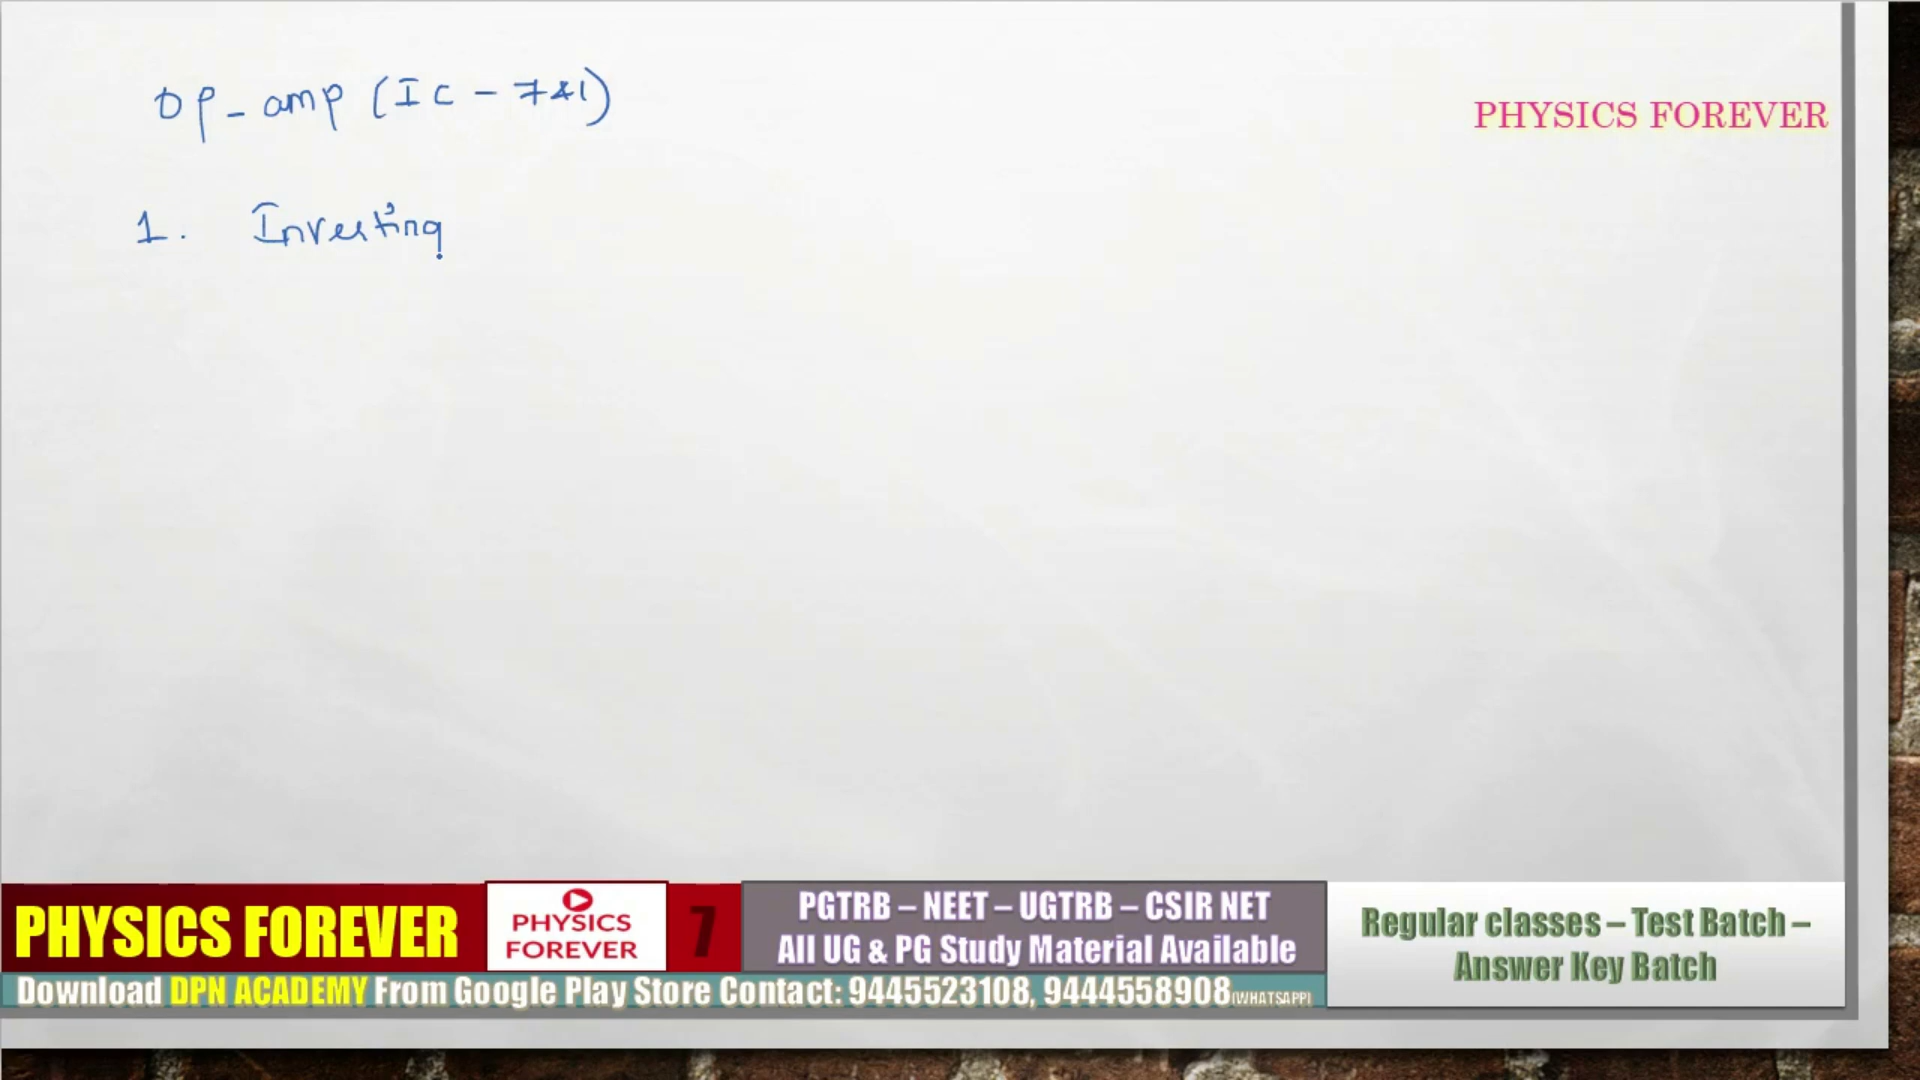 Op-amp (IC-741)
PHYSICS FOREVER
1. Inverting
PHYSICS FOREVER
PHYSICS
FOREVER
7
PGTRB – NEET – UGTRB – CSIR NET
All UG & PG Study Material Available
Regular classes – Test Batch –
Answer Key Batch
Download DPN ACADEMY From Google Play Store Contact: 9445523108, 9444558908(WHATSAPP)